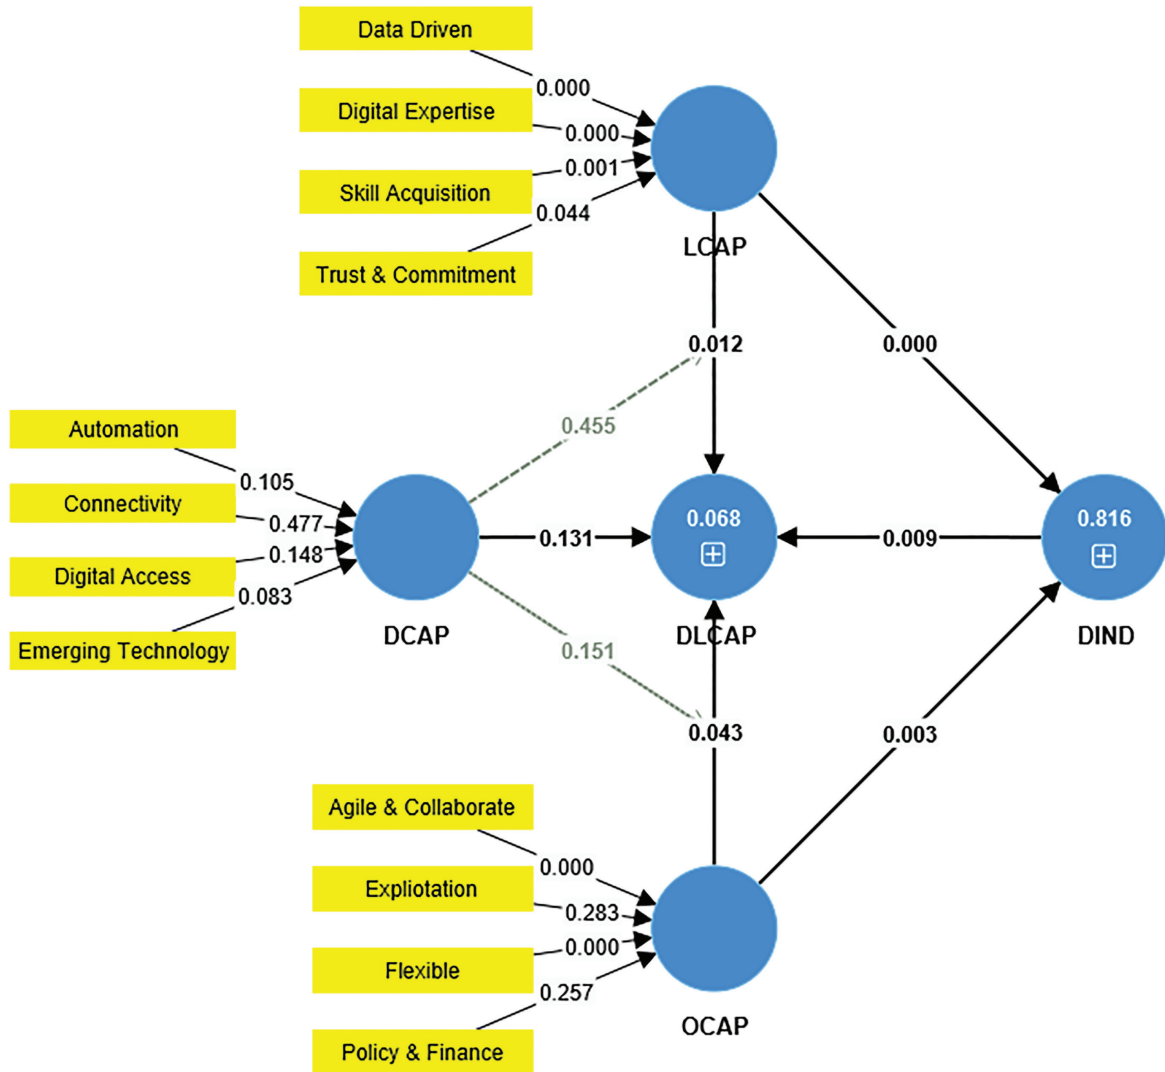 Data Driven
0.000
Digital Expertise
0.000
0.001
Skill Acquisition
0.044
LCAP
Trust & Commitment
0.012
0.000
0.455
Automation
0.105
Connectivity
0.477
0.148
Digital Access
0.083
Emerging Technology
DCAP
0.131
0.068
DLCAP
0.009
0.816
DIND
0.151
0.043
0.003
Agile & Collaborate
0.000
Expliotation
0.283
0.000
Flexible
0.257
Policy & Finance
OCAP